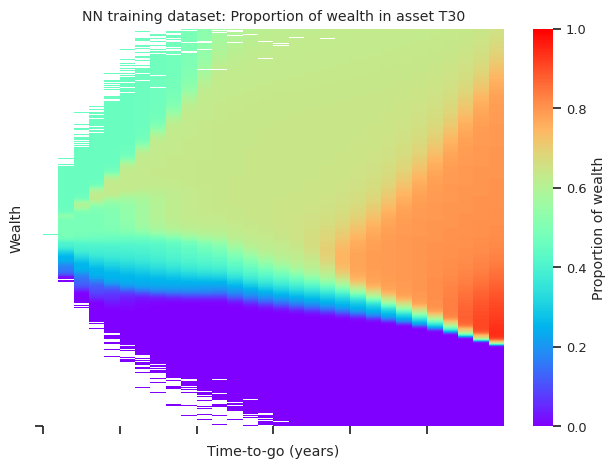 NN training dataset: Proportion of wealth in asset T30
Wealth
Time-to-go (years)
1.0
0.8
0.6
0.4
0.2
0.0
Proportion of wealth